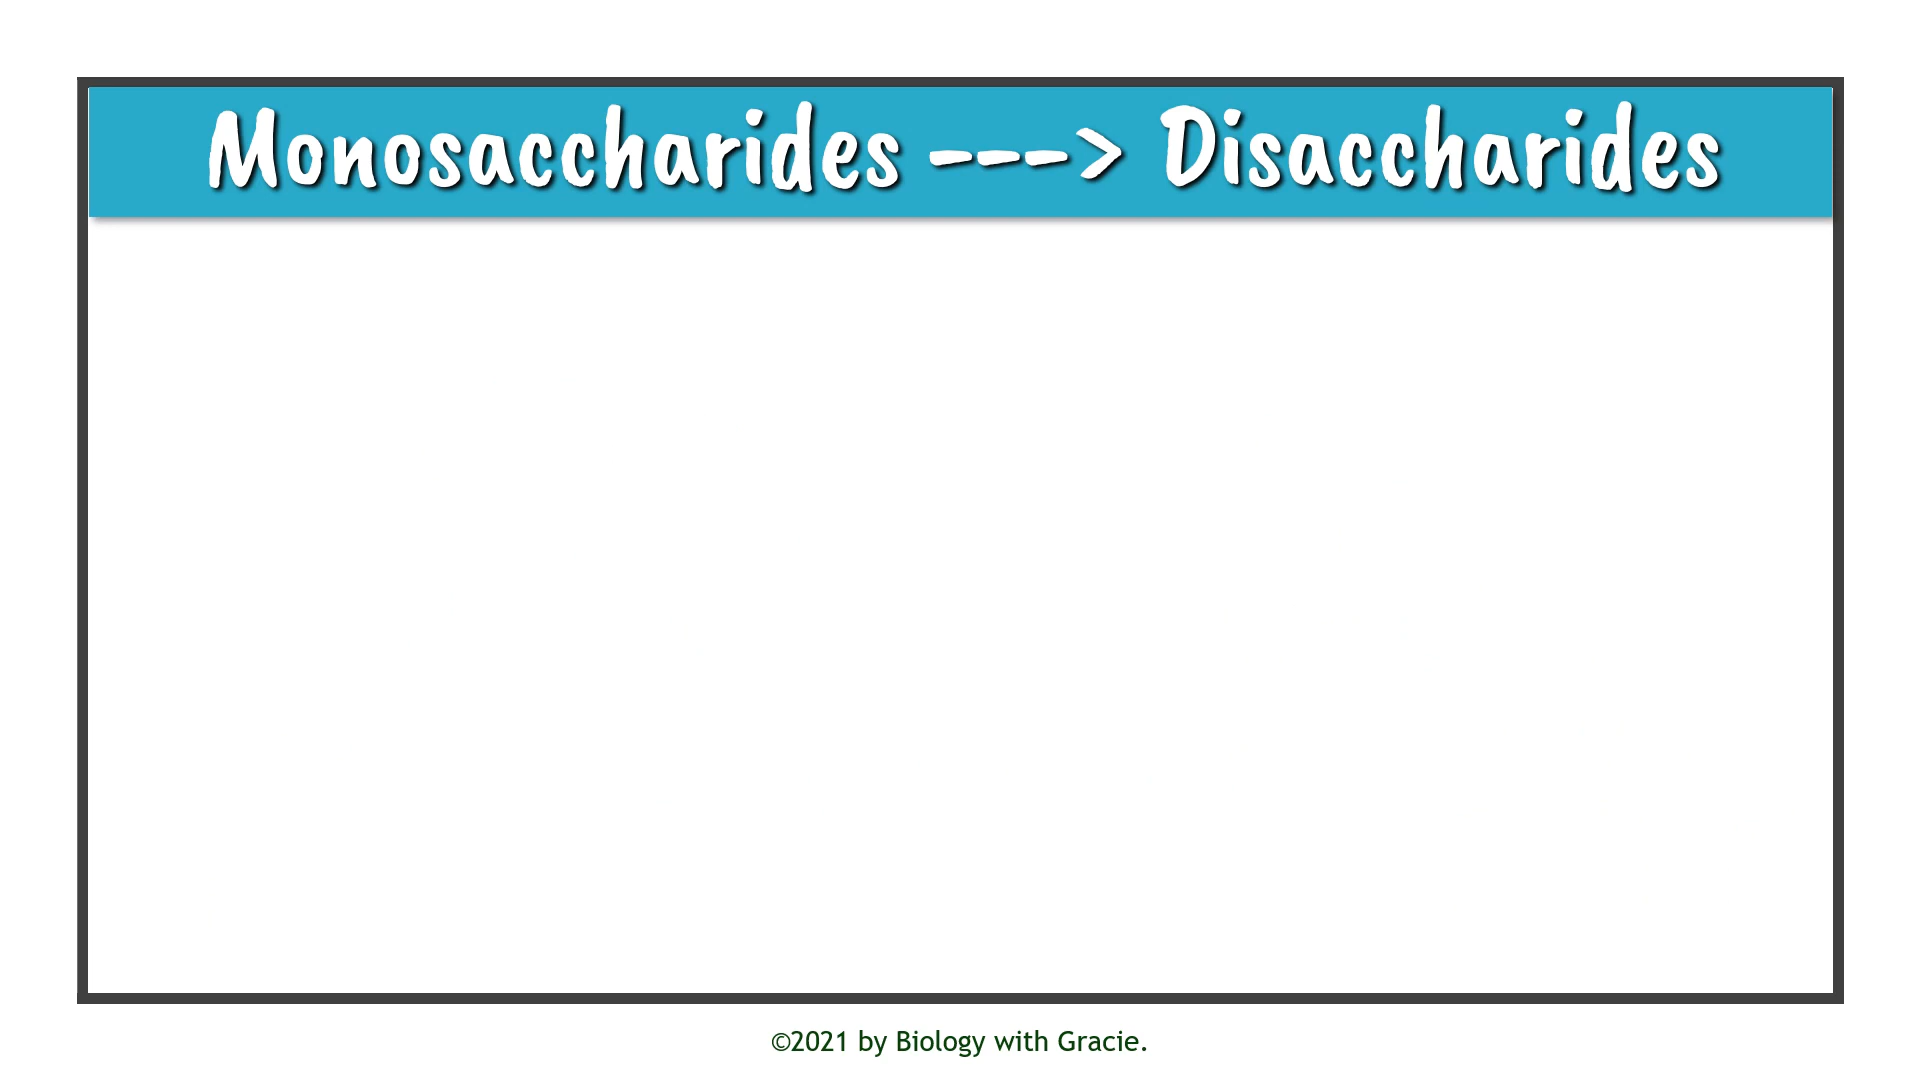 Monosaccharides ---> Disaccharides
©2021 by Biology with Gracie.